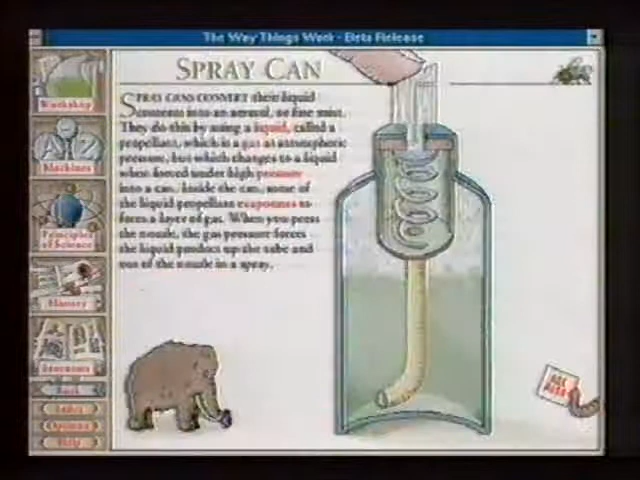 The Way Things Work - Beta Release
SPRAY CAN
Workshop
Machines
Principles
of Science
History
Inventors
Back
Index
Options
Help
SPRAY CANS CONVERT their liquid
contents into an aerosol, or fine mist.
They do this by using a liquid, called a
propellant, which is a gas at atmospheric
pressure, but which changes to a liquid
when forced under high pressure
into a can. Inside the can, some of
the liquid propellant evaporates to
form a layer of gas. When you press
the nozzle, the gas pressure forces
the liquid product up the tube and
out of the nozzle in a spray.
SEE
ALSO